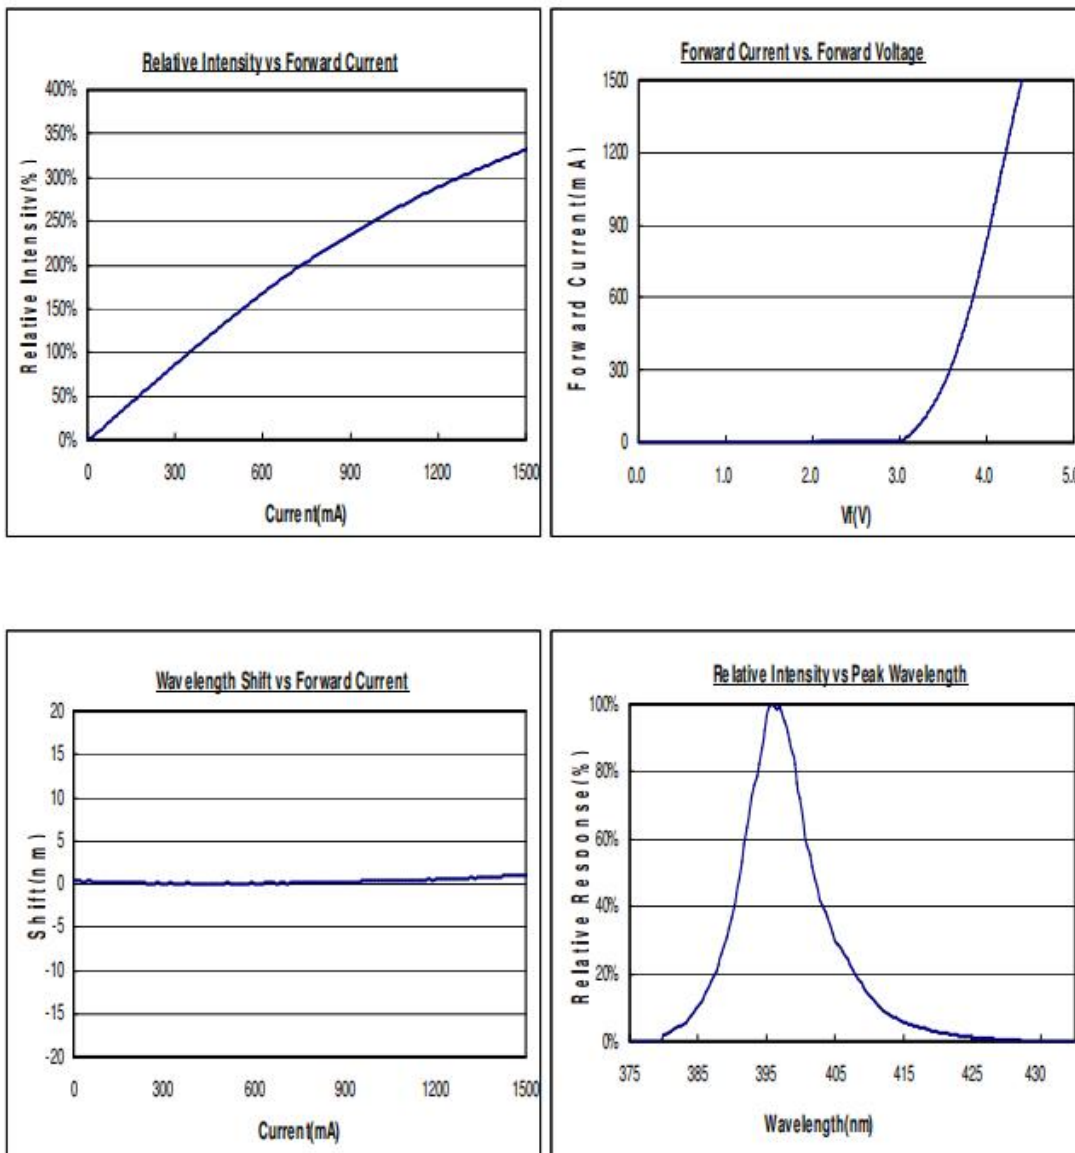 Relative Intensity vs Forward Current
Relative Intensity(%)
400%
350%
300%
250%
200%
150%
100%
50%
0%
0 300 600 900 1200 1500
Current(mA)
Forward Current vs. Forward Voltage
Forward Current(mA)
1500
1200
900
600
300
0
0.0 1.0 2.0 3.0 4.0 5.0
Vf(V)
Wavelength Shift vs Forward Current
Shift(nm)
20
15
10
5
0
-5
-10
-15
-20
0 300 600 900 1200 1500
Current(mA)
Relative Intensity vs Peak Wavelength
Relative Response(%)
100%
80%
60%
40%
20%
0%
375 385 395 405 415 425 430
Wavelength(nm)